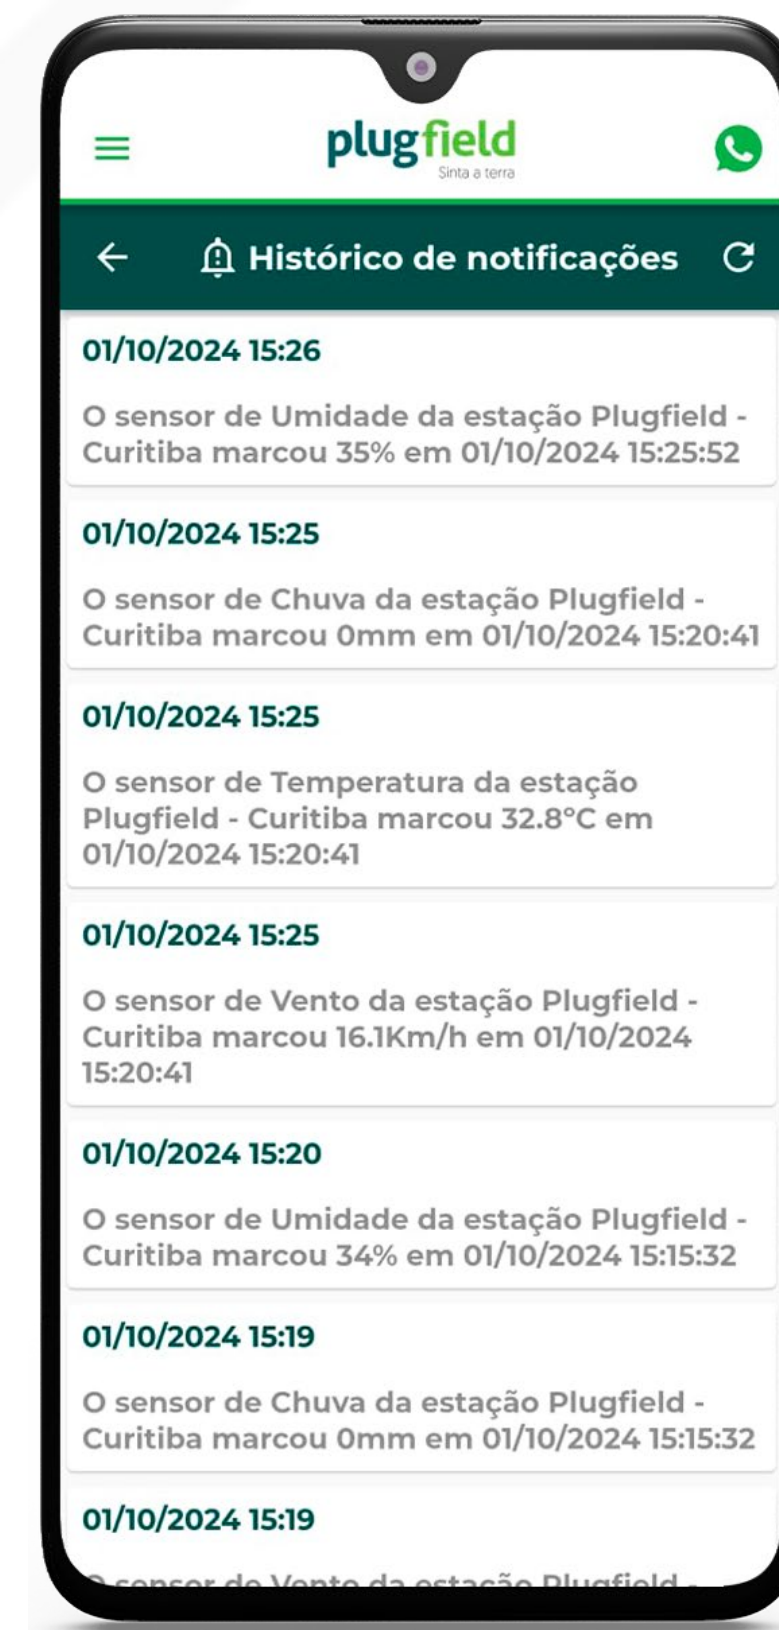 plugfield
Sinta a terra
Histórico de notificações
01/10/2024 15:26
O sensor de Umidade da estação Plugfield -
Curitiba marcou 35% em 01/10/2024 15:25:52
01/10/2024 15:25
O sensor de Chuva da estação Plugfield -
Curitiba marcou 0mm em 01/10/2024 15:20:41
01/10/2024 15:25
O sensor de Temperatura da estação
Plugfield - Curitiba marcou 32.8ºC em
01/10/2024 15:20:41
01/10/2024 15:25
O sensor de Vento da estação Plugfield -
Curitiba marcou 16.1Km/h em 01/10/2024
15:20:41
01/10/2024 15:20
O sensor de Umidade da estação Plugfield -
Curitiba marcou 34% em 01/10/2024 15:15:32
01/10/2024 15:19
O sensor de Chuva da estação Plugfield -
Curitiba marcou 0mm em 01/10/2024 15:15:32
01/10/2024 15:19
O sensor de Vento da estação Plugfield -